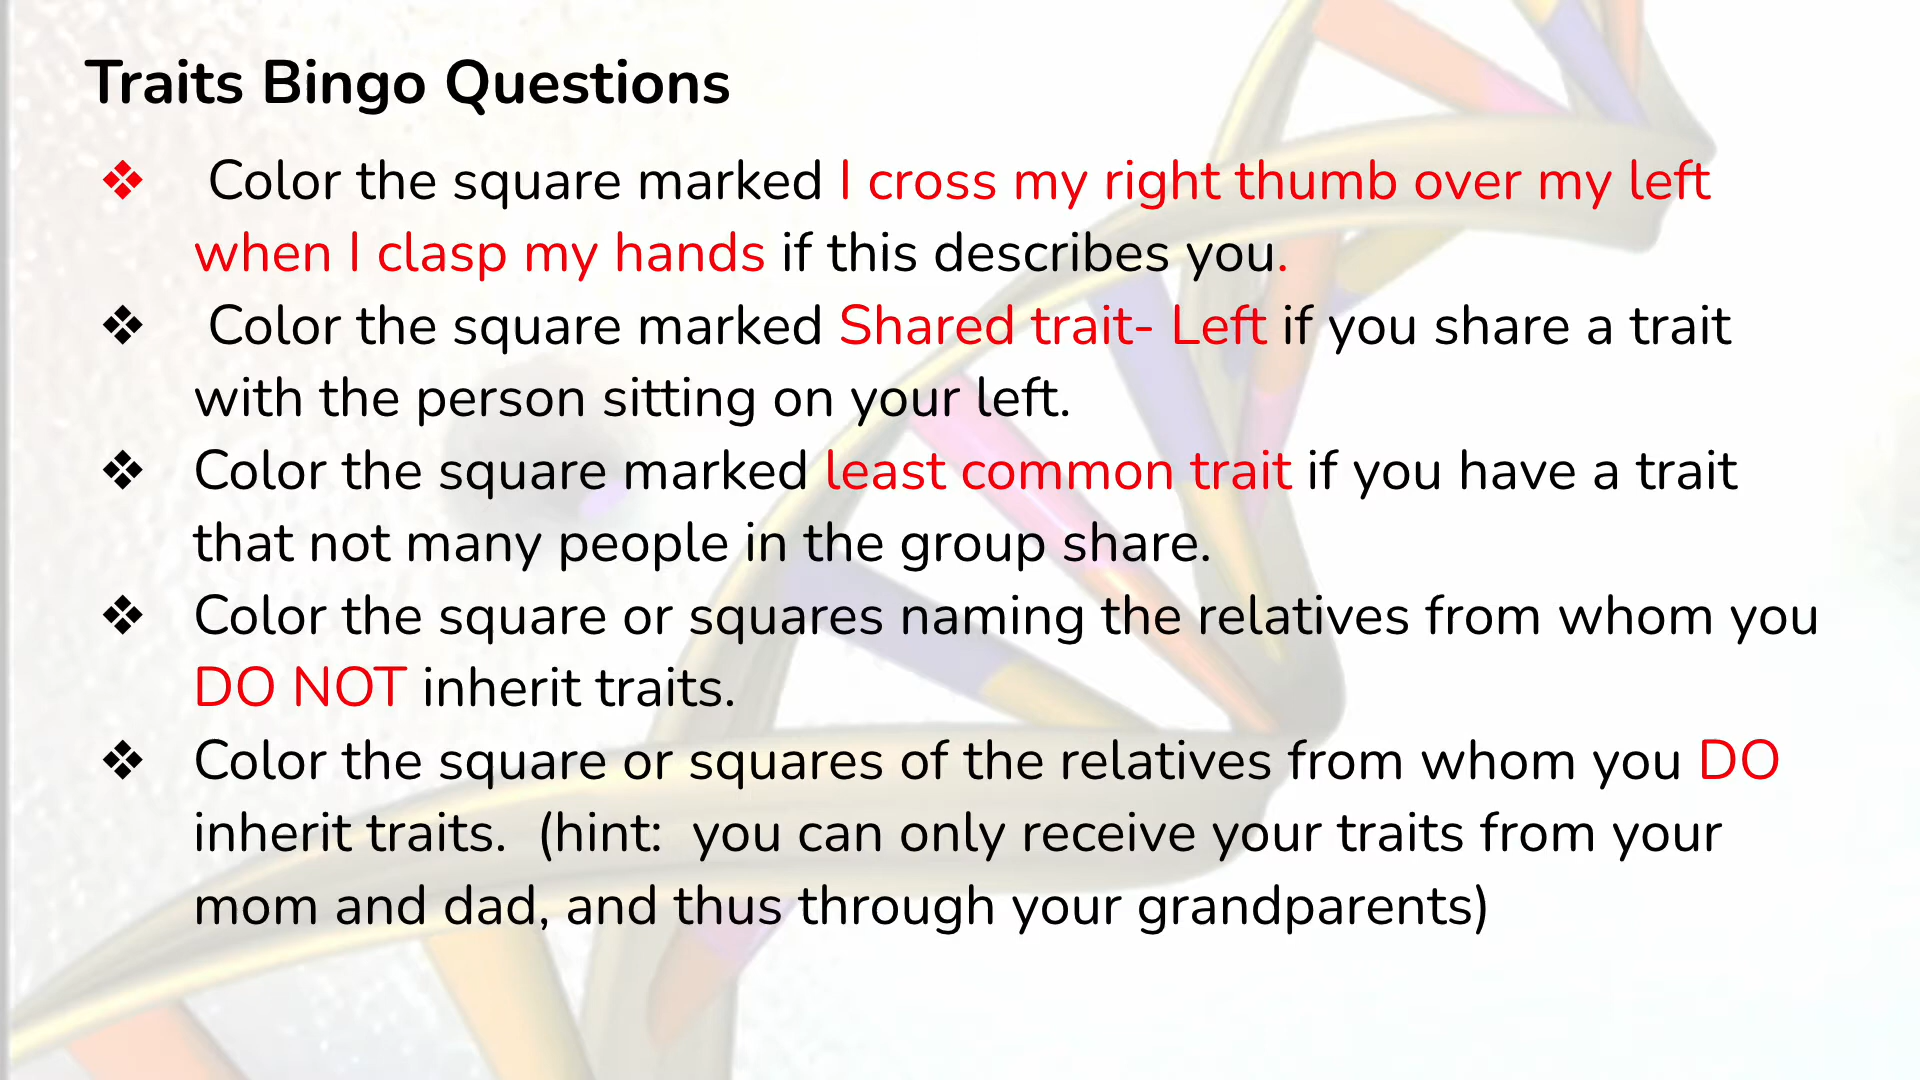 Traits Bingo Questions
❖ Color the square marked I cross my right thumb over my left
when I clasp my hands if this describes you.
❖ Color the square marked Shared trait- Left if you share a trait
with the person sitting on your left.
❖ Color the square marked least common trait if you have a trait
that not many people in the group share.
❖ Color the square or squares naming the relatives from whom you
DO NOT inherit traits.
❖ Color the square or squares of the relatives from whom you DO
inherit traits.  (hint:  you can only receive your traits from your
mom and dad, and thus through your grandparents)